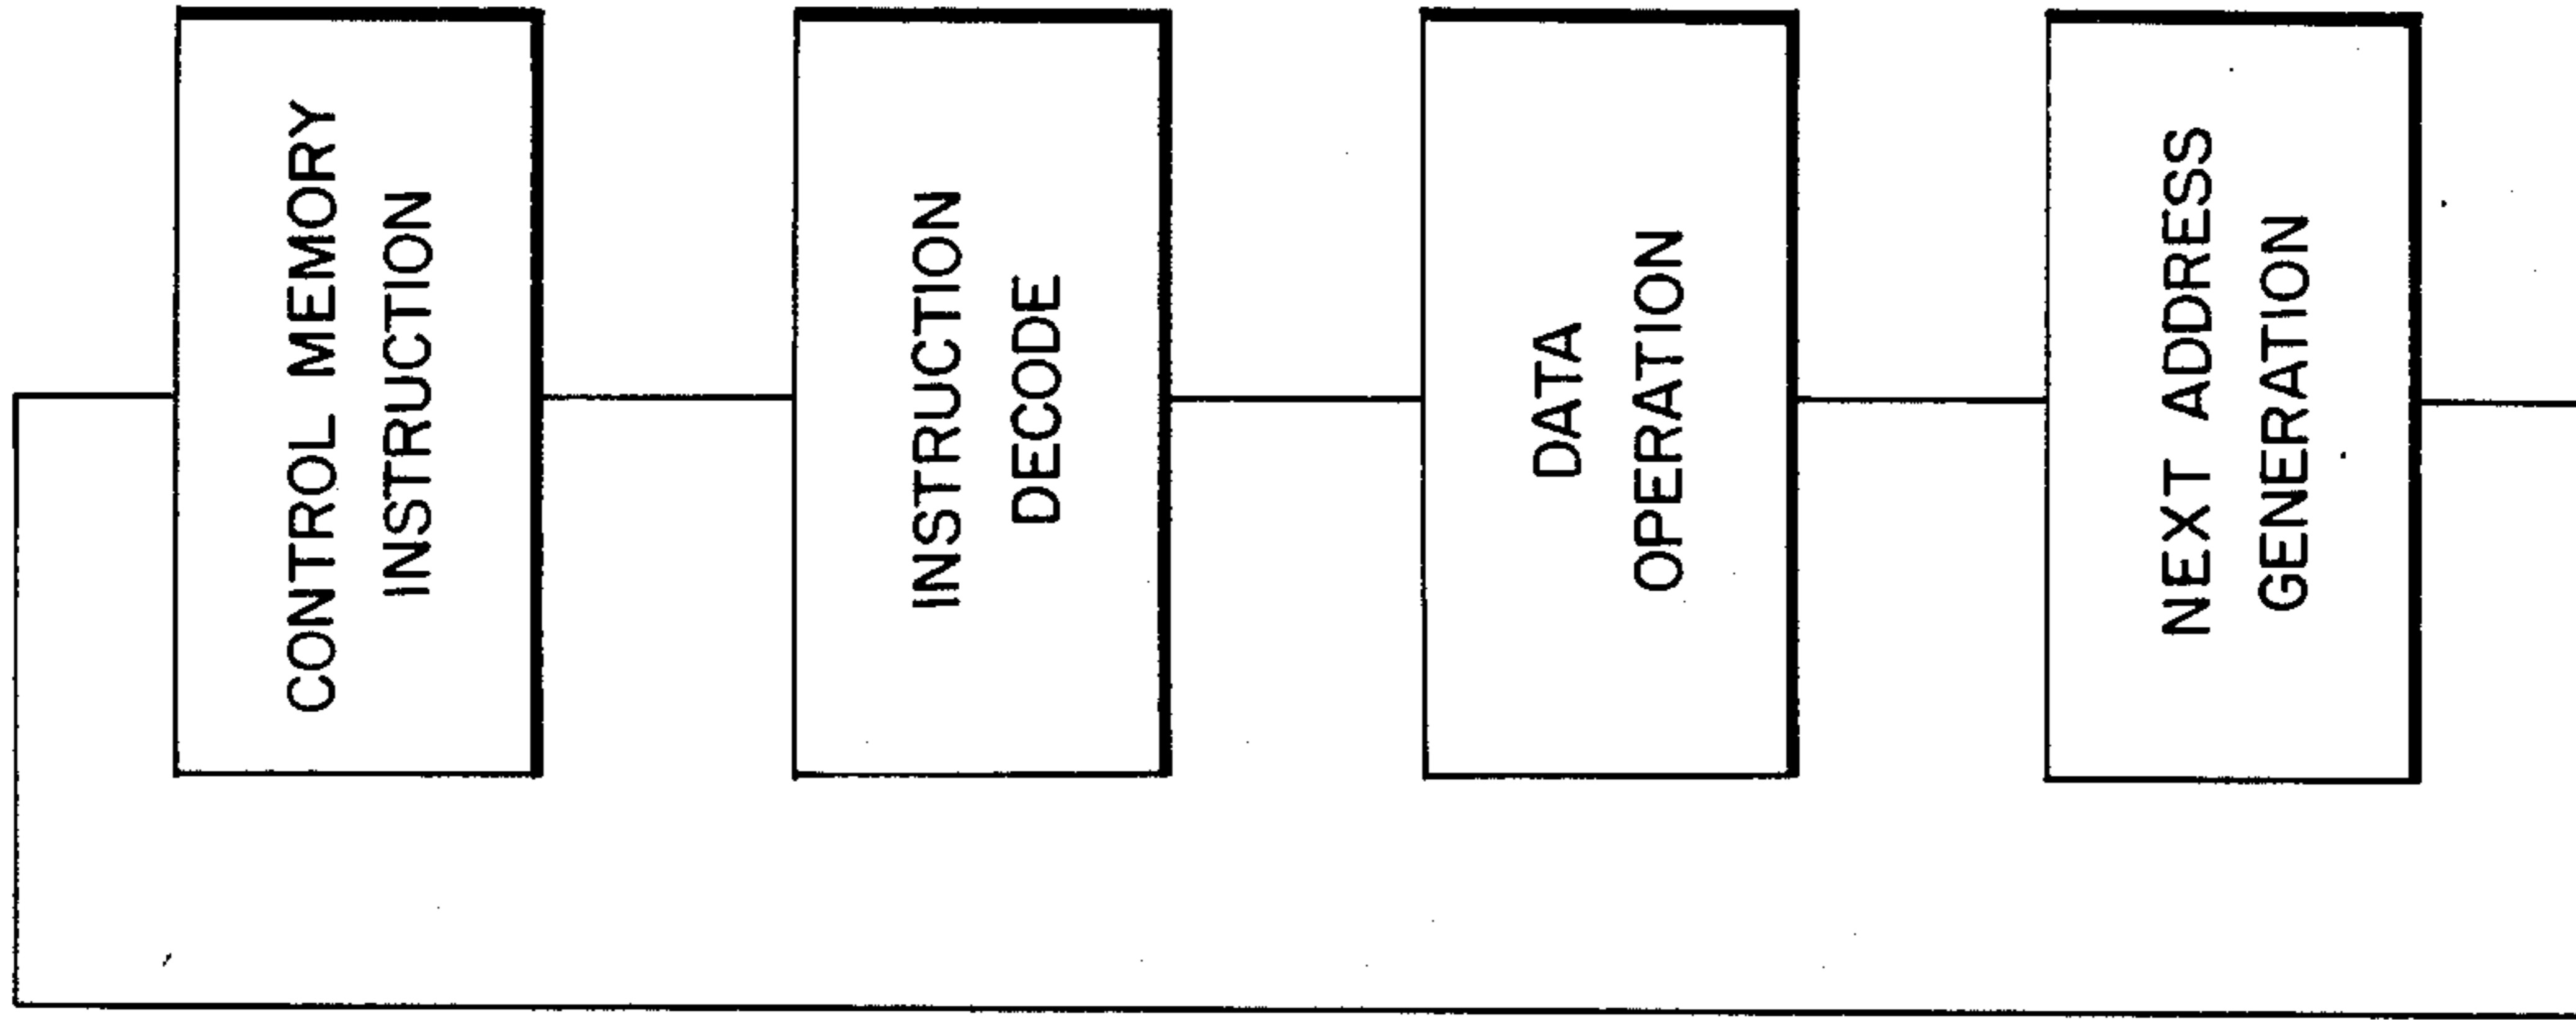 CONTROL MEMORY
INSTRUCTION
INSTRUCTION
DECODE
DATA
OPERATION
NEXT ADDRESS
GENERATION